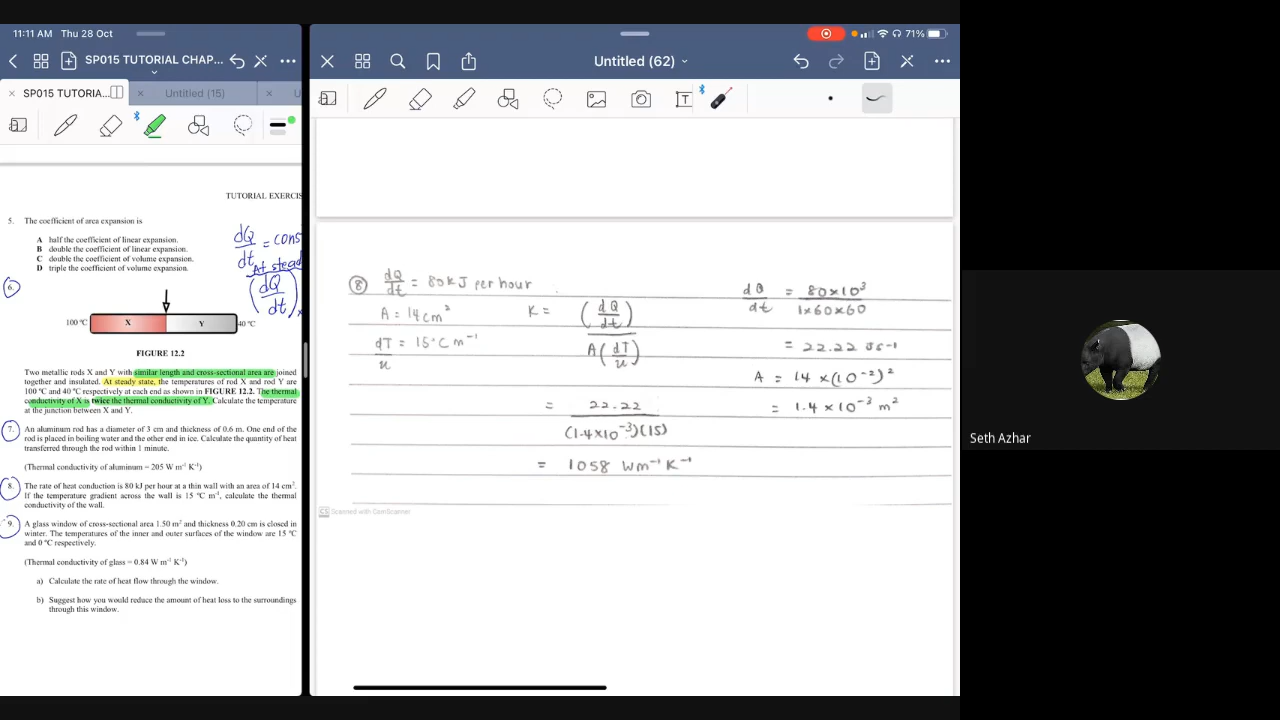 11:11 AM Thu 28 Oct
71%
SP015 TUTORIAL CHAP...
Untitled (62)
SP015 TUTORIA...
Untitled (15)
U
T
TUTORIAL EXERCIS
5. The coefficient of area expansion is
A half the coefficient of linear expansion.
B double the coefficient of linear expansion.
C double the coefficient of volume expansion.
D triple the coefficient of volume expansion.
dQ/dt = cons
At stead
(dQ/dt)x
6.
100 °C X Y 40 °C
FIGURE 12.2
Two metallic rods X and Y with similar length and cross-sectional area are joined
together and insulated. At steady state, the temperatures of rod X and rod Y are
100 °C and 40 °C respectively at each end as shown in FIGURE 12.2. The thermal
conductivity of X is twice the thermal conductivity of Y. Calculate the temperature
at the junction between X and Y.
7. An aluminum rod has a diameter of 3 cm and thickness of 0.6 m. One end of the
rod is placed in boiling water and the other end in ice. Calculate the quantity of heat
transferred through the rod within 1 minute.
(Thermal conductivity of aluminum = 205 W m⁻¹ K⁻¹)
8. The rate of heat conduction is 80 kJ per hour at a thin wall with an area of 14 cm².
If the temperature gradient across the wall is 15 °C m⁻¹, calculate the thermal
conductivity of the wall.
9. A glass window of cross-sectional area 1.50 m² and thickness 0.20 cm is closed in
winter. The temperatures of the inner and outer surfaces of the window are 15 °C
and 0 °C respectively.
(Thermal conductivity of glass = 0.84 W m⁻¹ K⁻¹)
a) Calculate the rate of heat flow through the window.
b) Suggest how you would reduce the amount of heat loss to the surroundings
through this window.
⑧ dQ/dt = 80kJ per hour
A = 14cm²
dT/x = 15°C m⁻¹
K = (dQ/dt) / A(dT/x)
= 22.22 / (1.4×10⁻³)(15)
= 1058 Wm⁻¹K⁻¹
dQ/dt = 80×10³ / 1×60×60
= 22.22 Js⁻¹
A = 14×(10⁻²)²
= 1.4×10⁻³ m²
CS Scanned with CamScanner
Seth Azhar